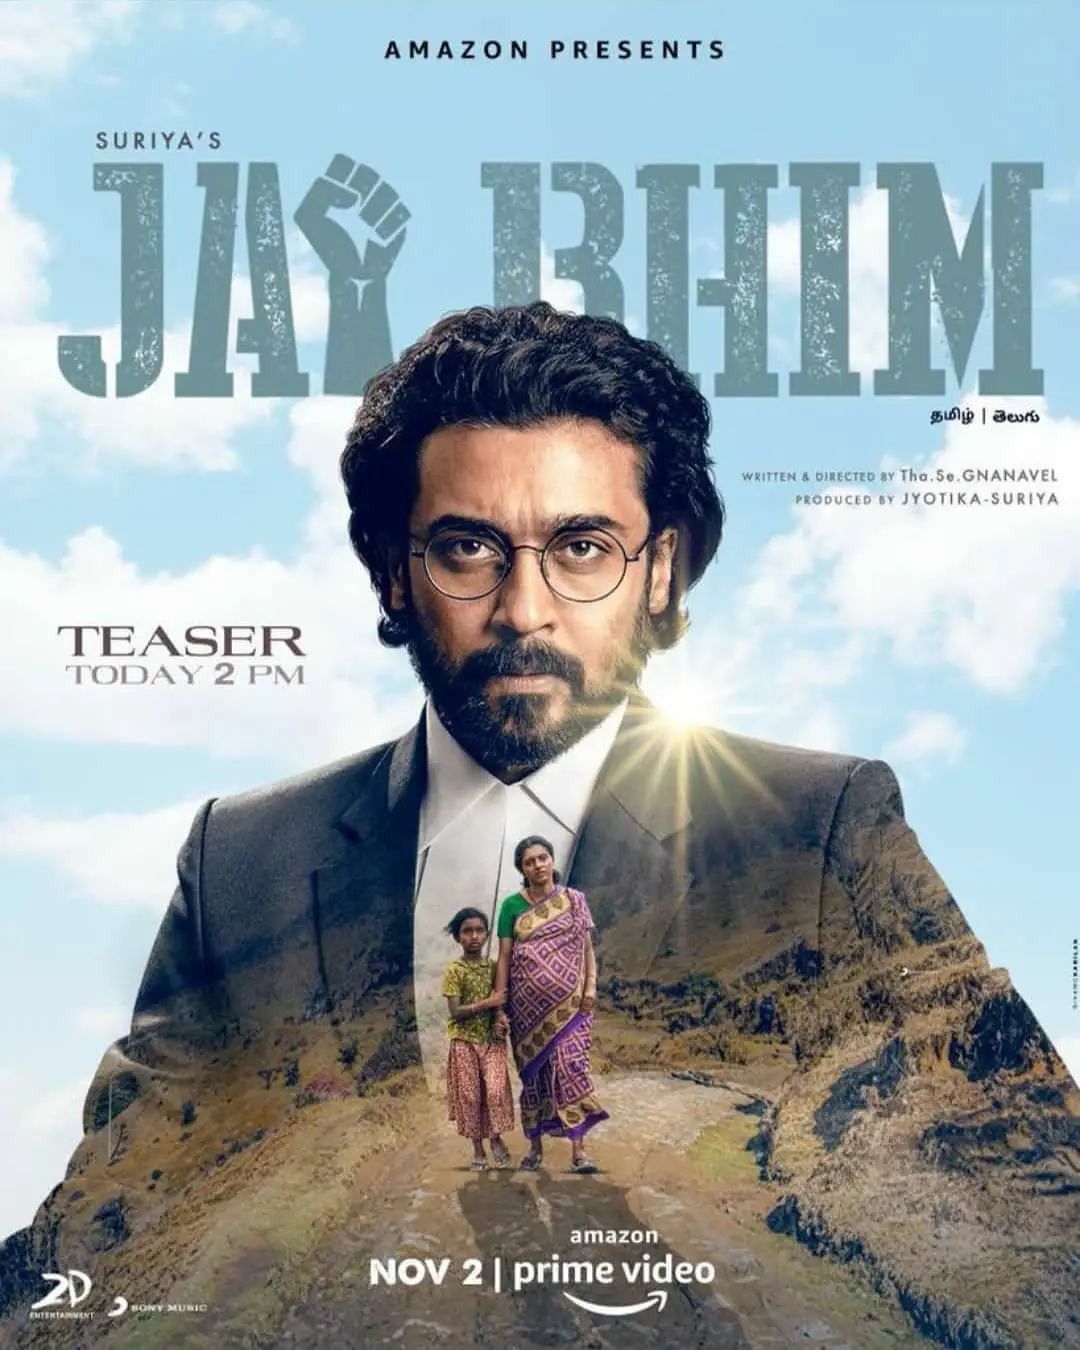 AMAZON PRESENTS
SURIYA'S
JAI BHIM
தமிழ் | తెలుగు
WRITTEN & DIRECTED BY Tha.Se.GNANAVEL
PRODUCED BY JYOTIKA-SURIYA
TEASER
TODAY 2 PM
amazon
NOV 2 | prime video
2D
ENTERTAINMENT
SONY MUSIC